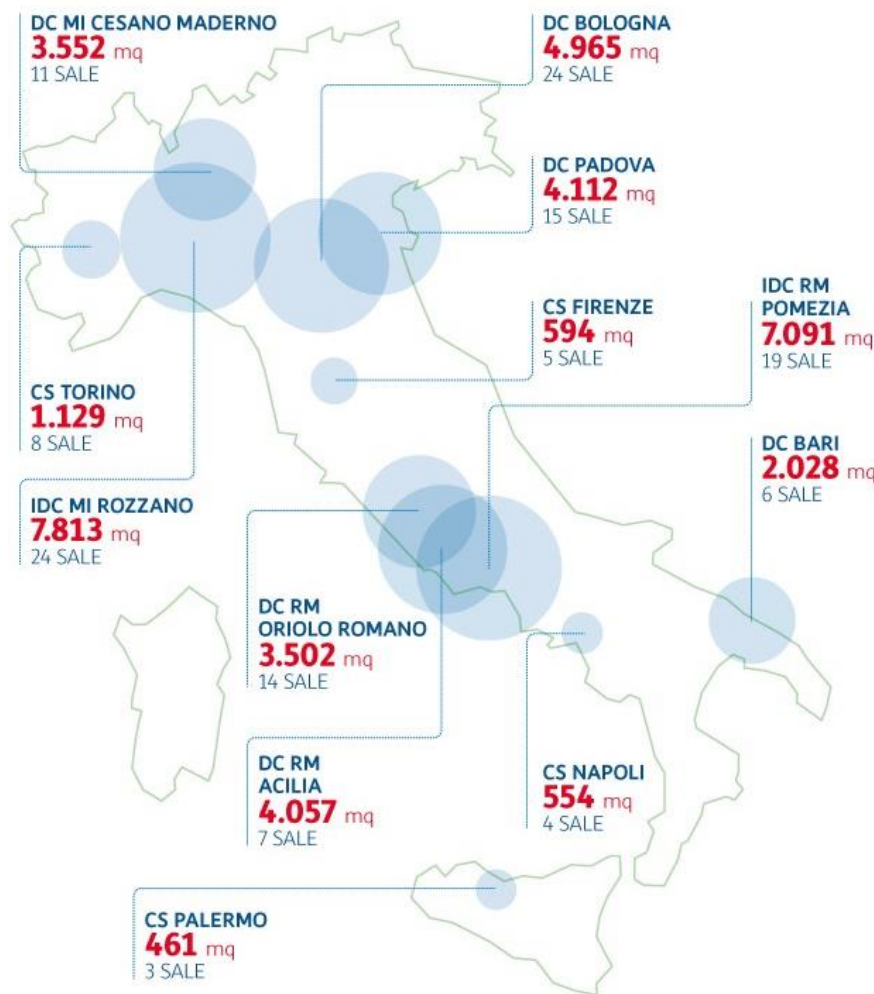 DC MI CESANO MADERNO
3.552 mq
11 SALE
DC BOLOGNA
4.965 mq
24 SALE
DC PADOVA
4.112 mq
15 SALE
IDC RM
POMEZIA
7.091 mq
19 SALE
CS FIRENZE
594 mq
5 SALE
CS TORINO
1.129 mq
8 SALE
DC BARI
2.028 mq
6 SALE
IDC MI ROZZANO
7.813 mq
24 SALE
DC RM
ORIOLO ROMANO
3.502 mq
14 SALE
DC RM
ACILIA
4.057 mq
7 SALE
CS NAPOLI
554 mq
4 SALE
CS PALERMO
461 mq
3 SALE